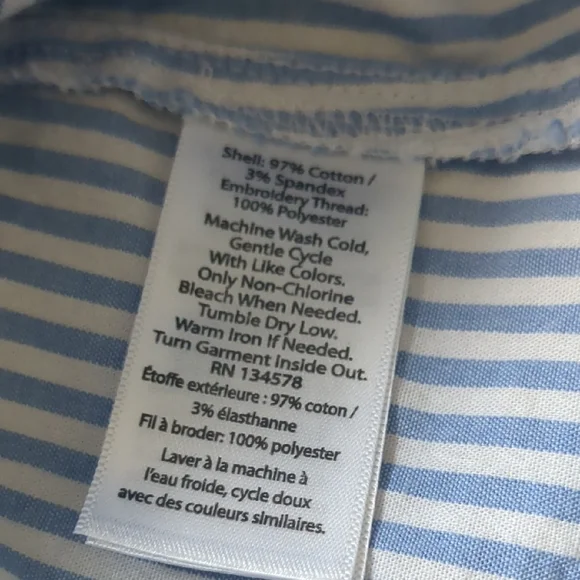 Shell: 97% Cotton /
3% Spandex
Embroidery Thread:
100% Polyester
Machine Wash Cold,
Gentle Cycle
With Like Colors.
Only Non-Chlorine
Bleach When Needed.
Tumble Dry Low.
Warm Iron If Needed.
Turn Garment Inside Out.
RN 134578
Étoffe extérieure : 97% coton /
3% élasthanne
Fil à broder: 100% polyester
Laver à la machine à
l'eau froide, cycle doux
avec des couleurs similaires.